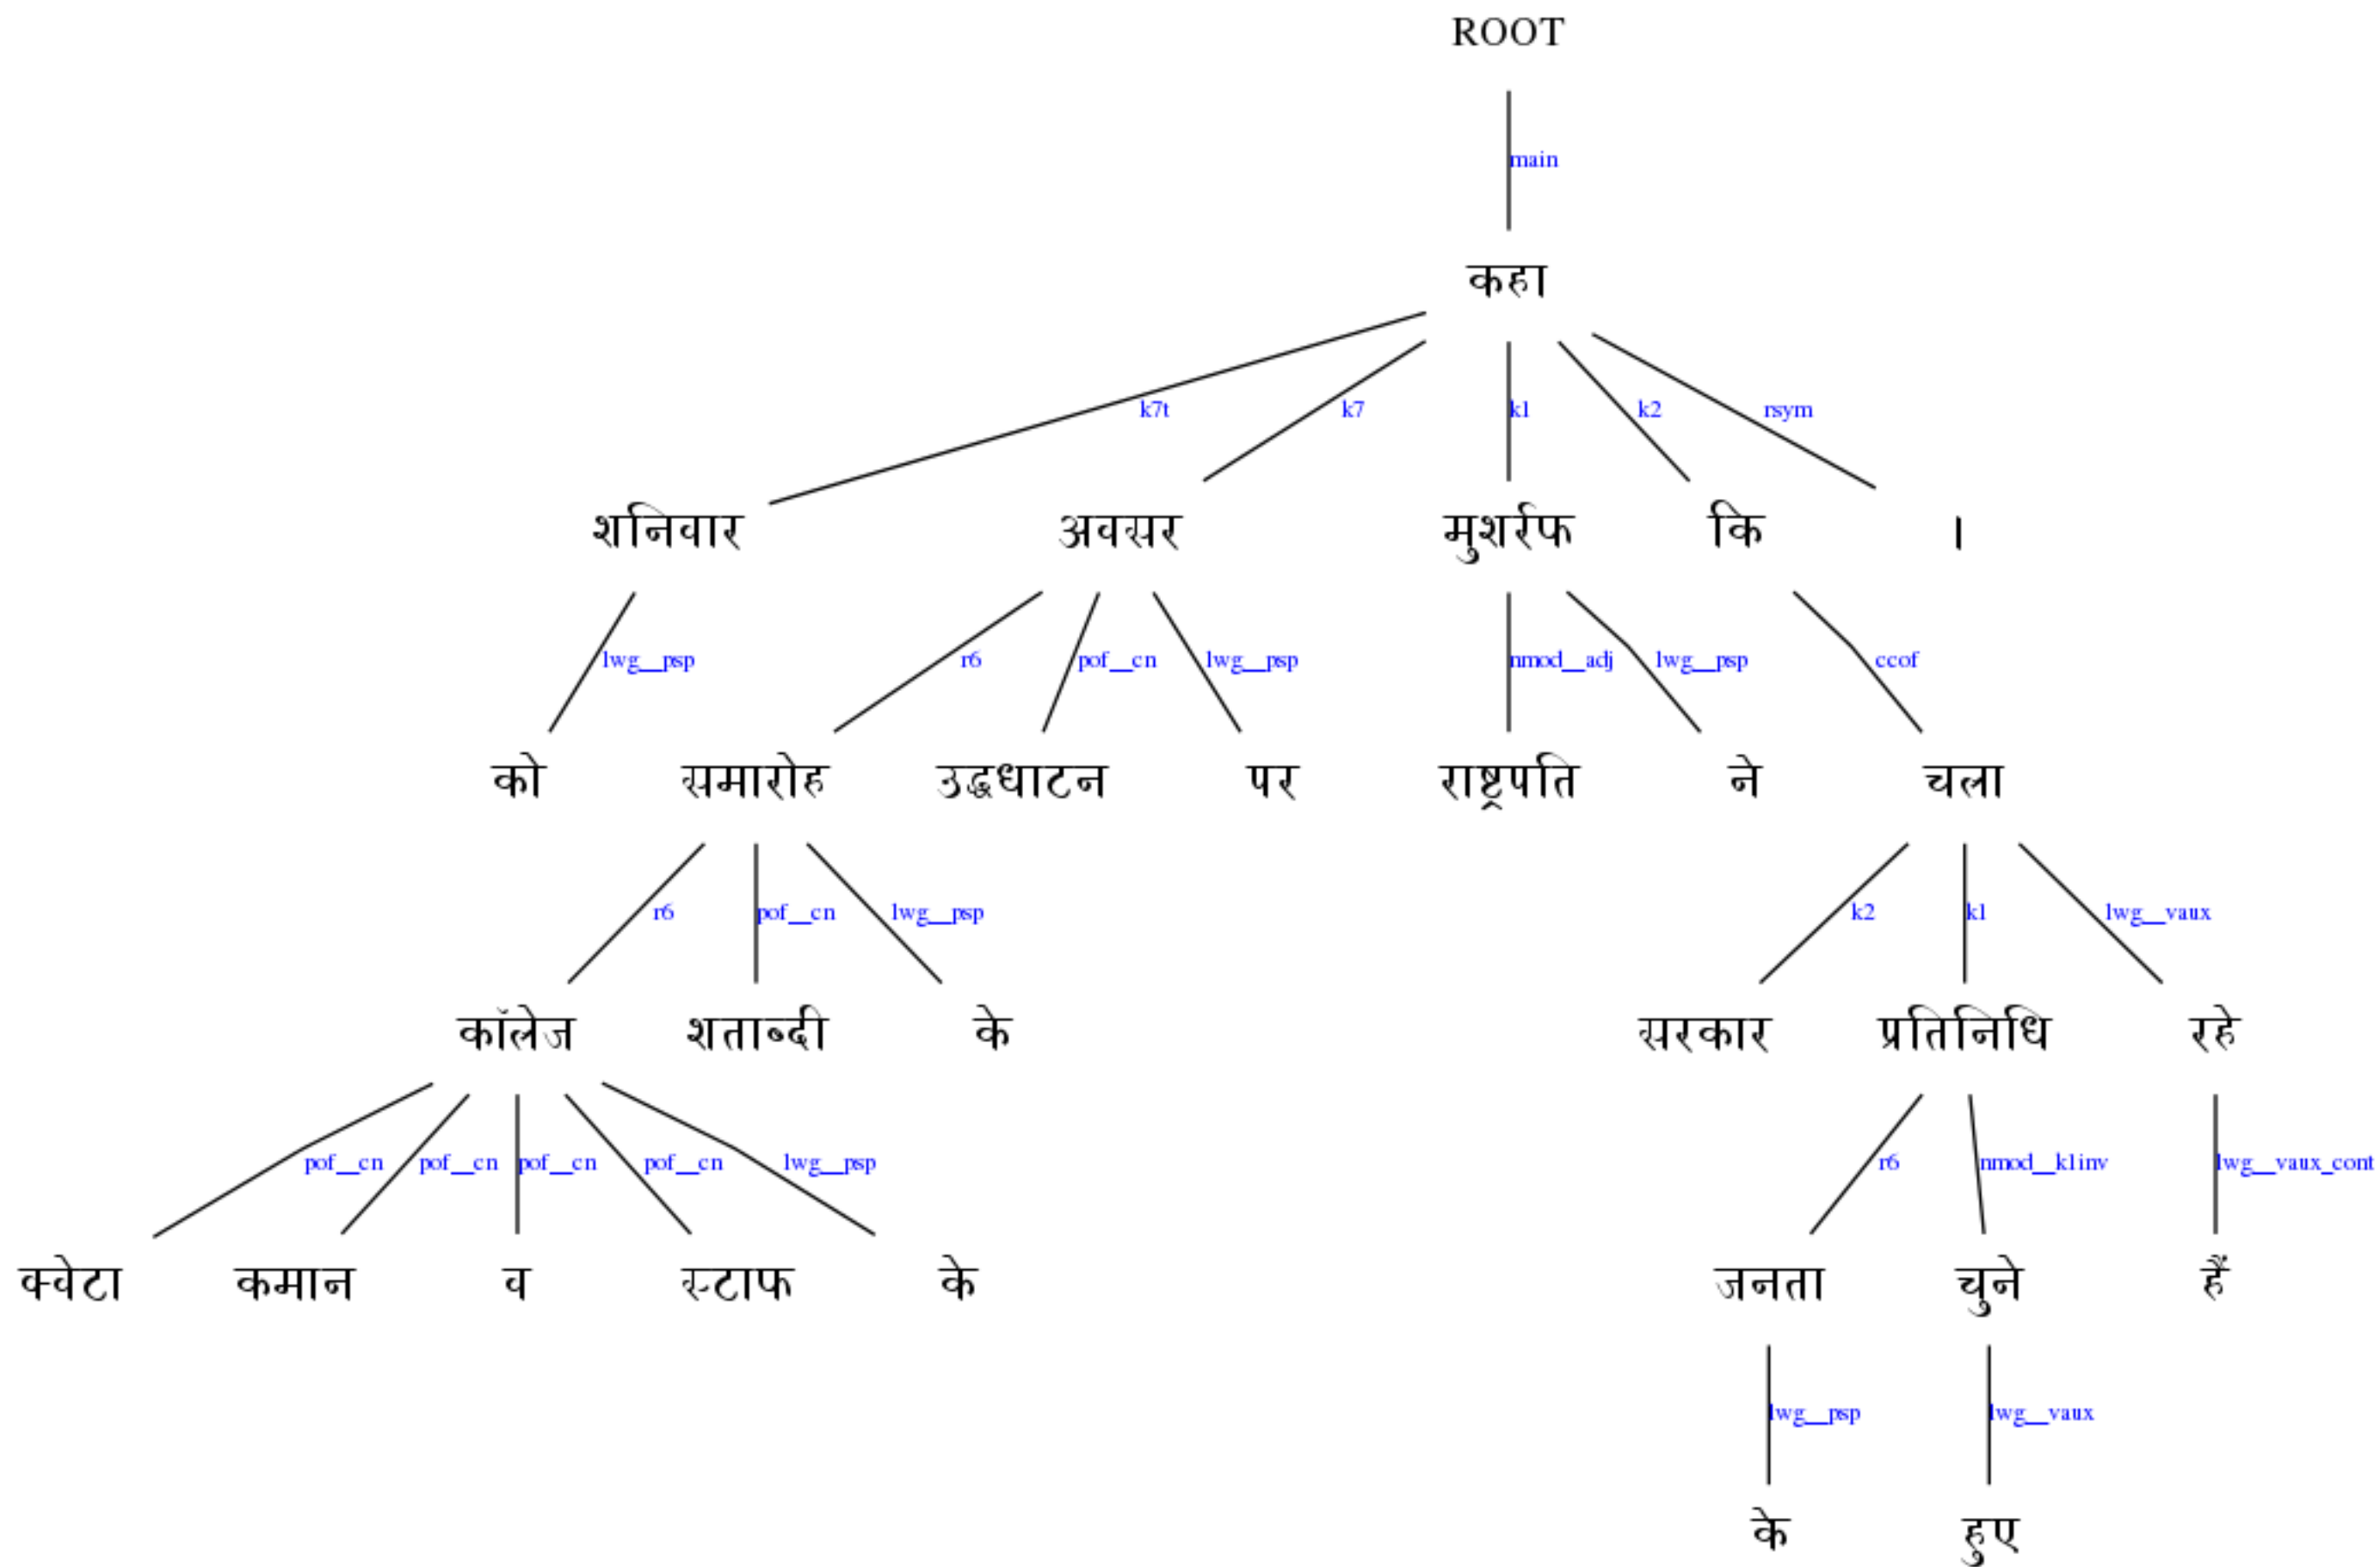 ROOT
main
कहा
k7t k7 k1 k2 rsym
शनिवार अवसर मुशर्रफ कि ।
lwg__psp r6 pof__cn lwg__psp nmod__adj lwg__psp ccof
को समारोह उद्धधाटन पर राष्ट्रपति ने चला
r6 pof__cn lwg__psp k2 k1 lwg__vaux
कॉलेज शताब्दी के सरकार प्रतिनिधि रहे
pof__cn pof__cn pof__cn pof__cn lwg__psp r6 nmod__k1inv lwg__vaux_cont
क्वेटा कमान व स्टाफ के जनता चुने हैं
lwg__psp lwg__vaux
के हुए